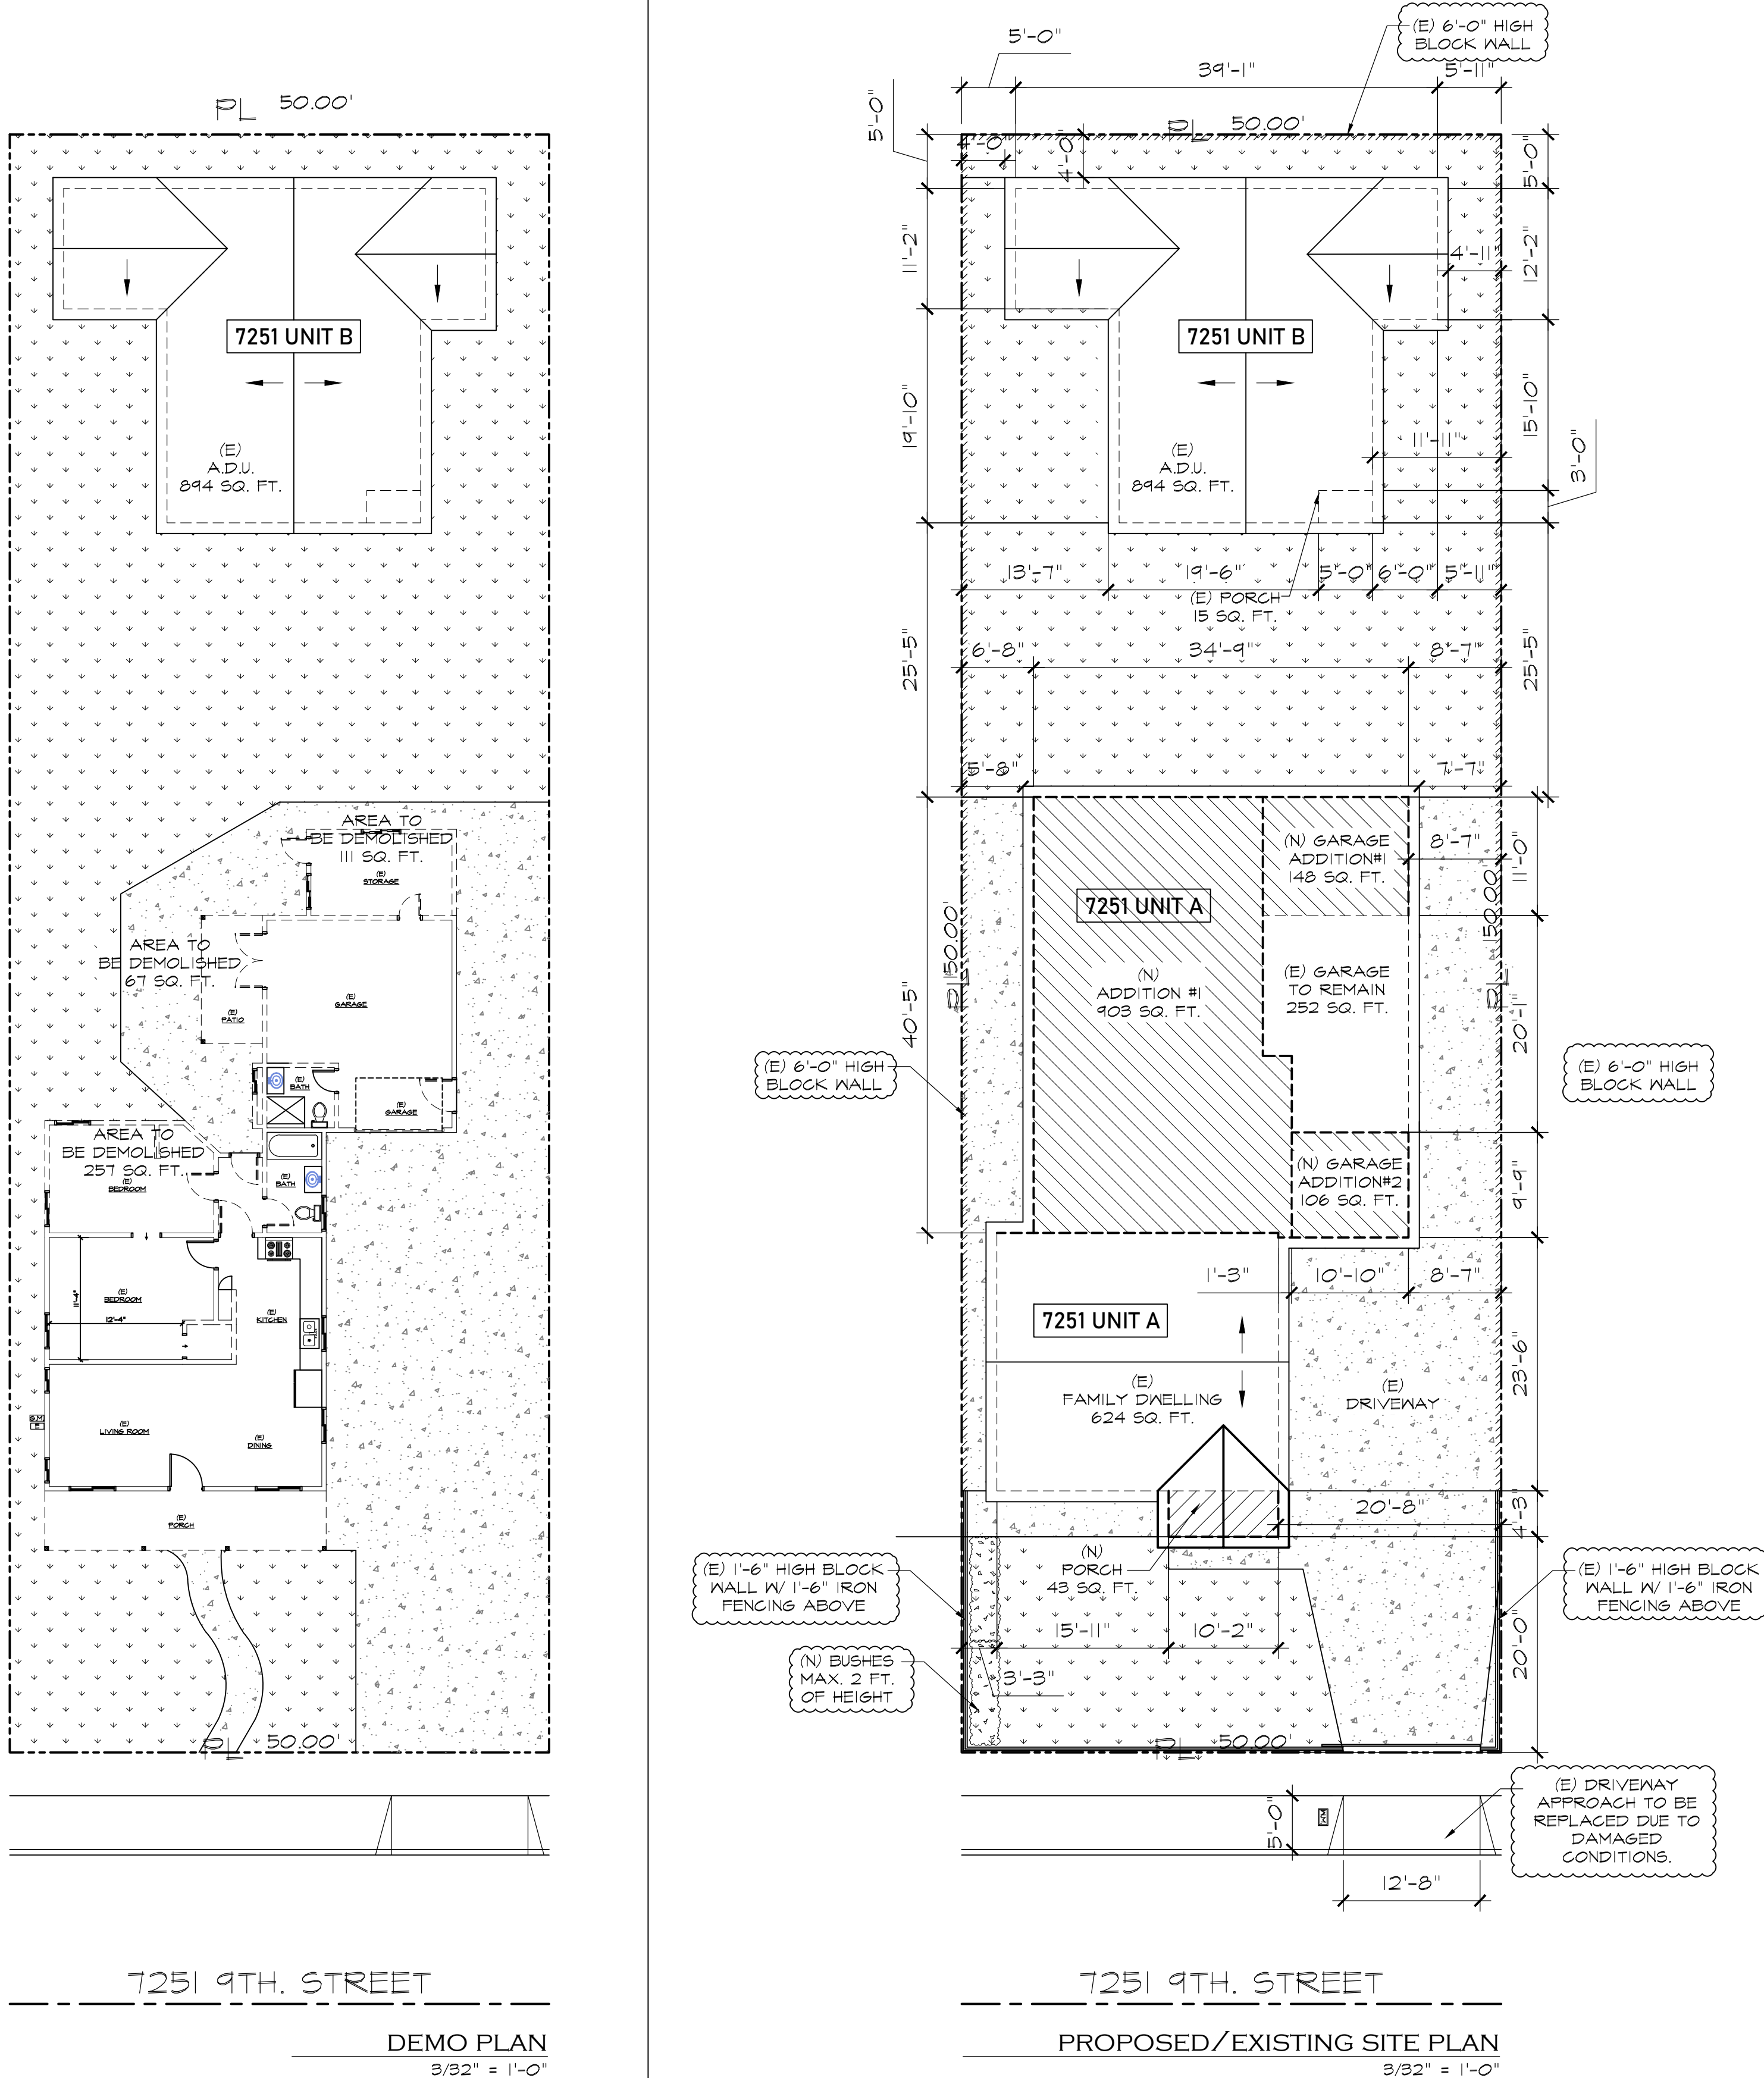 PL 50.00'
7251 UNIT B
(E)
A.D.U.
894 SQ. FT.
AREA TO
BE DEMOLISHED
111 SQ. FT.
(E)
STORAGE
AREA TO
BE DEMOLISHED
67 SQ. FT.
(E)
PATIO
(E)
GARAGE
(E)
BATH
(E)
GARAGE
AREA TO
BE DEMOLISHED
257 SQ. FT.
(E)
BEDROOM
(E)
BATH
(E)
BEDROOM
11'-4"
12'-4"
(E)
KITCHEN
(E)
LIVING ROOM
(E)
DINING
(E)
PORCH
PL 50.00'
7251 9TH. STREET
DEMO PLAN
3/32" = 1'-0"
(E) 6'-0" HIGH
BLOCK WALL
5'-0"
39'-1"
5'-11"
5'-0"
PL 50.00'
4'-0"
4'-0"
5'-0"
11'-2"
12'-2"
4'-11"
7251 UNIT B
19'-10"
15'-10"
11'-11"
3'-0"
(E)
A.D.U.
894 SQ. FT.
13'-7"
19'-6"
5'-0"
6'-0"
5'-11"
(E) PORCH
15 SQ. FT.
25'-5"
25'-5"
6'-8"
34'-9"
8'-7"
5'-8"
7'-7"
(N) GARAGE
ADDITION#1
148 SQ. FT.
8'-7"
11'-0"
7251 UNIT A
PL 150.00'
PL 150.00'
(N)
ADDITION #1
903 SQ. FT.
(E) GARAGE
TO REMAIN
252 SQ. FT.
40'-5"
20'-1"
(E) 6'-0" HIGH
BLOCK WALL
(E) 6'-0" HIGH
BLOCK WALL
(N) GARAGE
ADDITION#2
106 SQ. FT.
9'-9"
1'-3"
10'-10"
8'-7"
7251 UNIT A
23'-6"
(E)
FAMILY DWELLING
624 SQ. FT.
(E)
DRIVEWAY
20'-8"
4'-3"
(N)
PORCH
43 SQ. FT.
(E) 1'-6" HIGH BLOCK
WALL W/ 1'-6" IRON
FENCING ABOVE
(E) 1'-6" HIGH BLOCK
WALL W/ 1'-6" IRON
FENCING ABOVE
15'-11"
10'-2"
20'-0"
(N) BUSHES
MAX. 2 FT.
OF HEIGHT
3'-3"
PL 50.00'
5'-0"
(E) DRIVEWAY
APPROACH TO BE
REPLACED DUE TO
DAMAGED
CONDITIONS.
12'-8"
7251 9TH. STREET
PROPOSED/EXISTING SITE PLAN
3/32" = 1'-0"